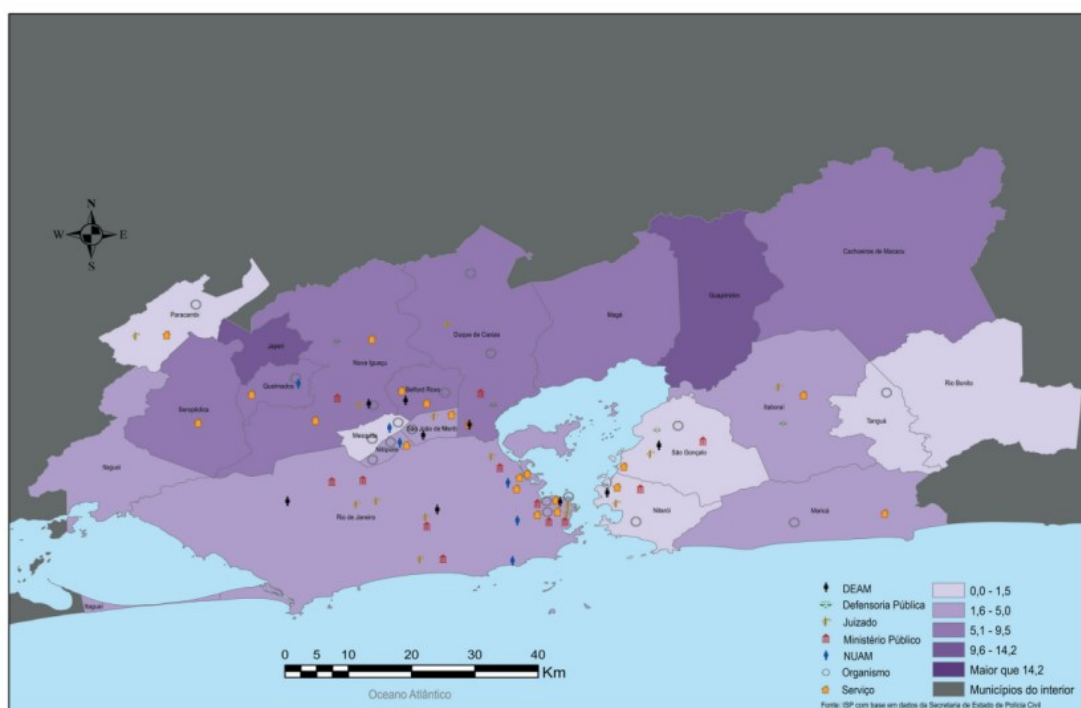 N
W
E
S
Cachoeiras de Macacu
Guapimirim
Paracambi
Magé
Duque de Caxias
Japeri
Nova Iguaçu
Queimados
Belford Roxo
Rio Bonito
Itaboraí
Seropédica
Tanguá
São João de Meriti
Mesquita
Nilópolis
São Gonçalo
Itaguaí
Rio de Janeiro
Niterói
Maricá
Itaguaí
DEAM
Defensoria Pública
Juizado
Ministério Público
NUAM
Organismo
Serviço
0,0 - 1,5
1,6 - 5,0
5,1 - 9,5
9,6 - 14,2
Maior que 14,2
Municípios do interior
0 5 10 20 30 40
Km
Oceano Atlântico
Fonte: ISP com base em dados da Secretaria de Estado de Polícia Civil